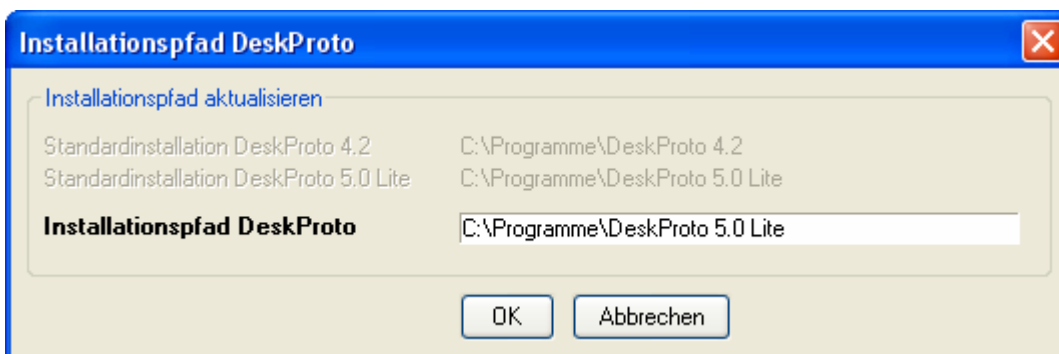 Installationspfad DeskProto
Installationspfad aktualisieren
Standardinstallation DeskProto 4.2 C:\Programme\DeskProto 4.2
Standardinstallation DeskProto 5.0 Lite C:\Programme\DeskProto 5.0 Lite
Installationspfad DeskProto C:\Programme\DeskProto 5.0 Lite
OK Abbrechen